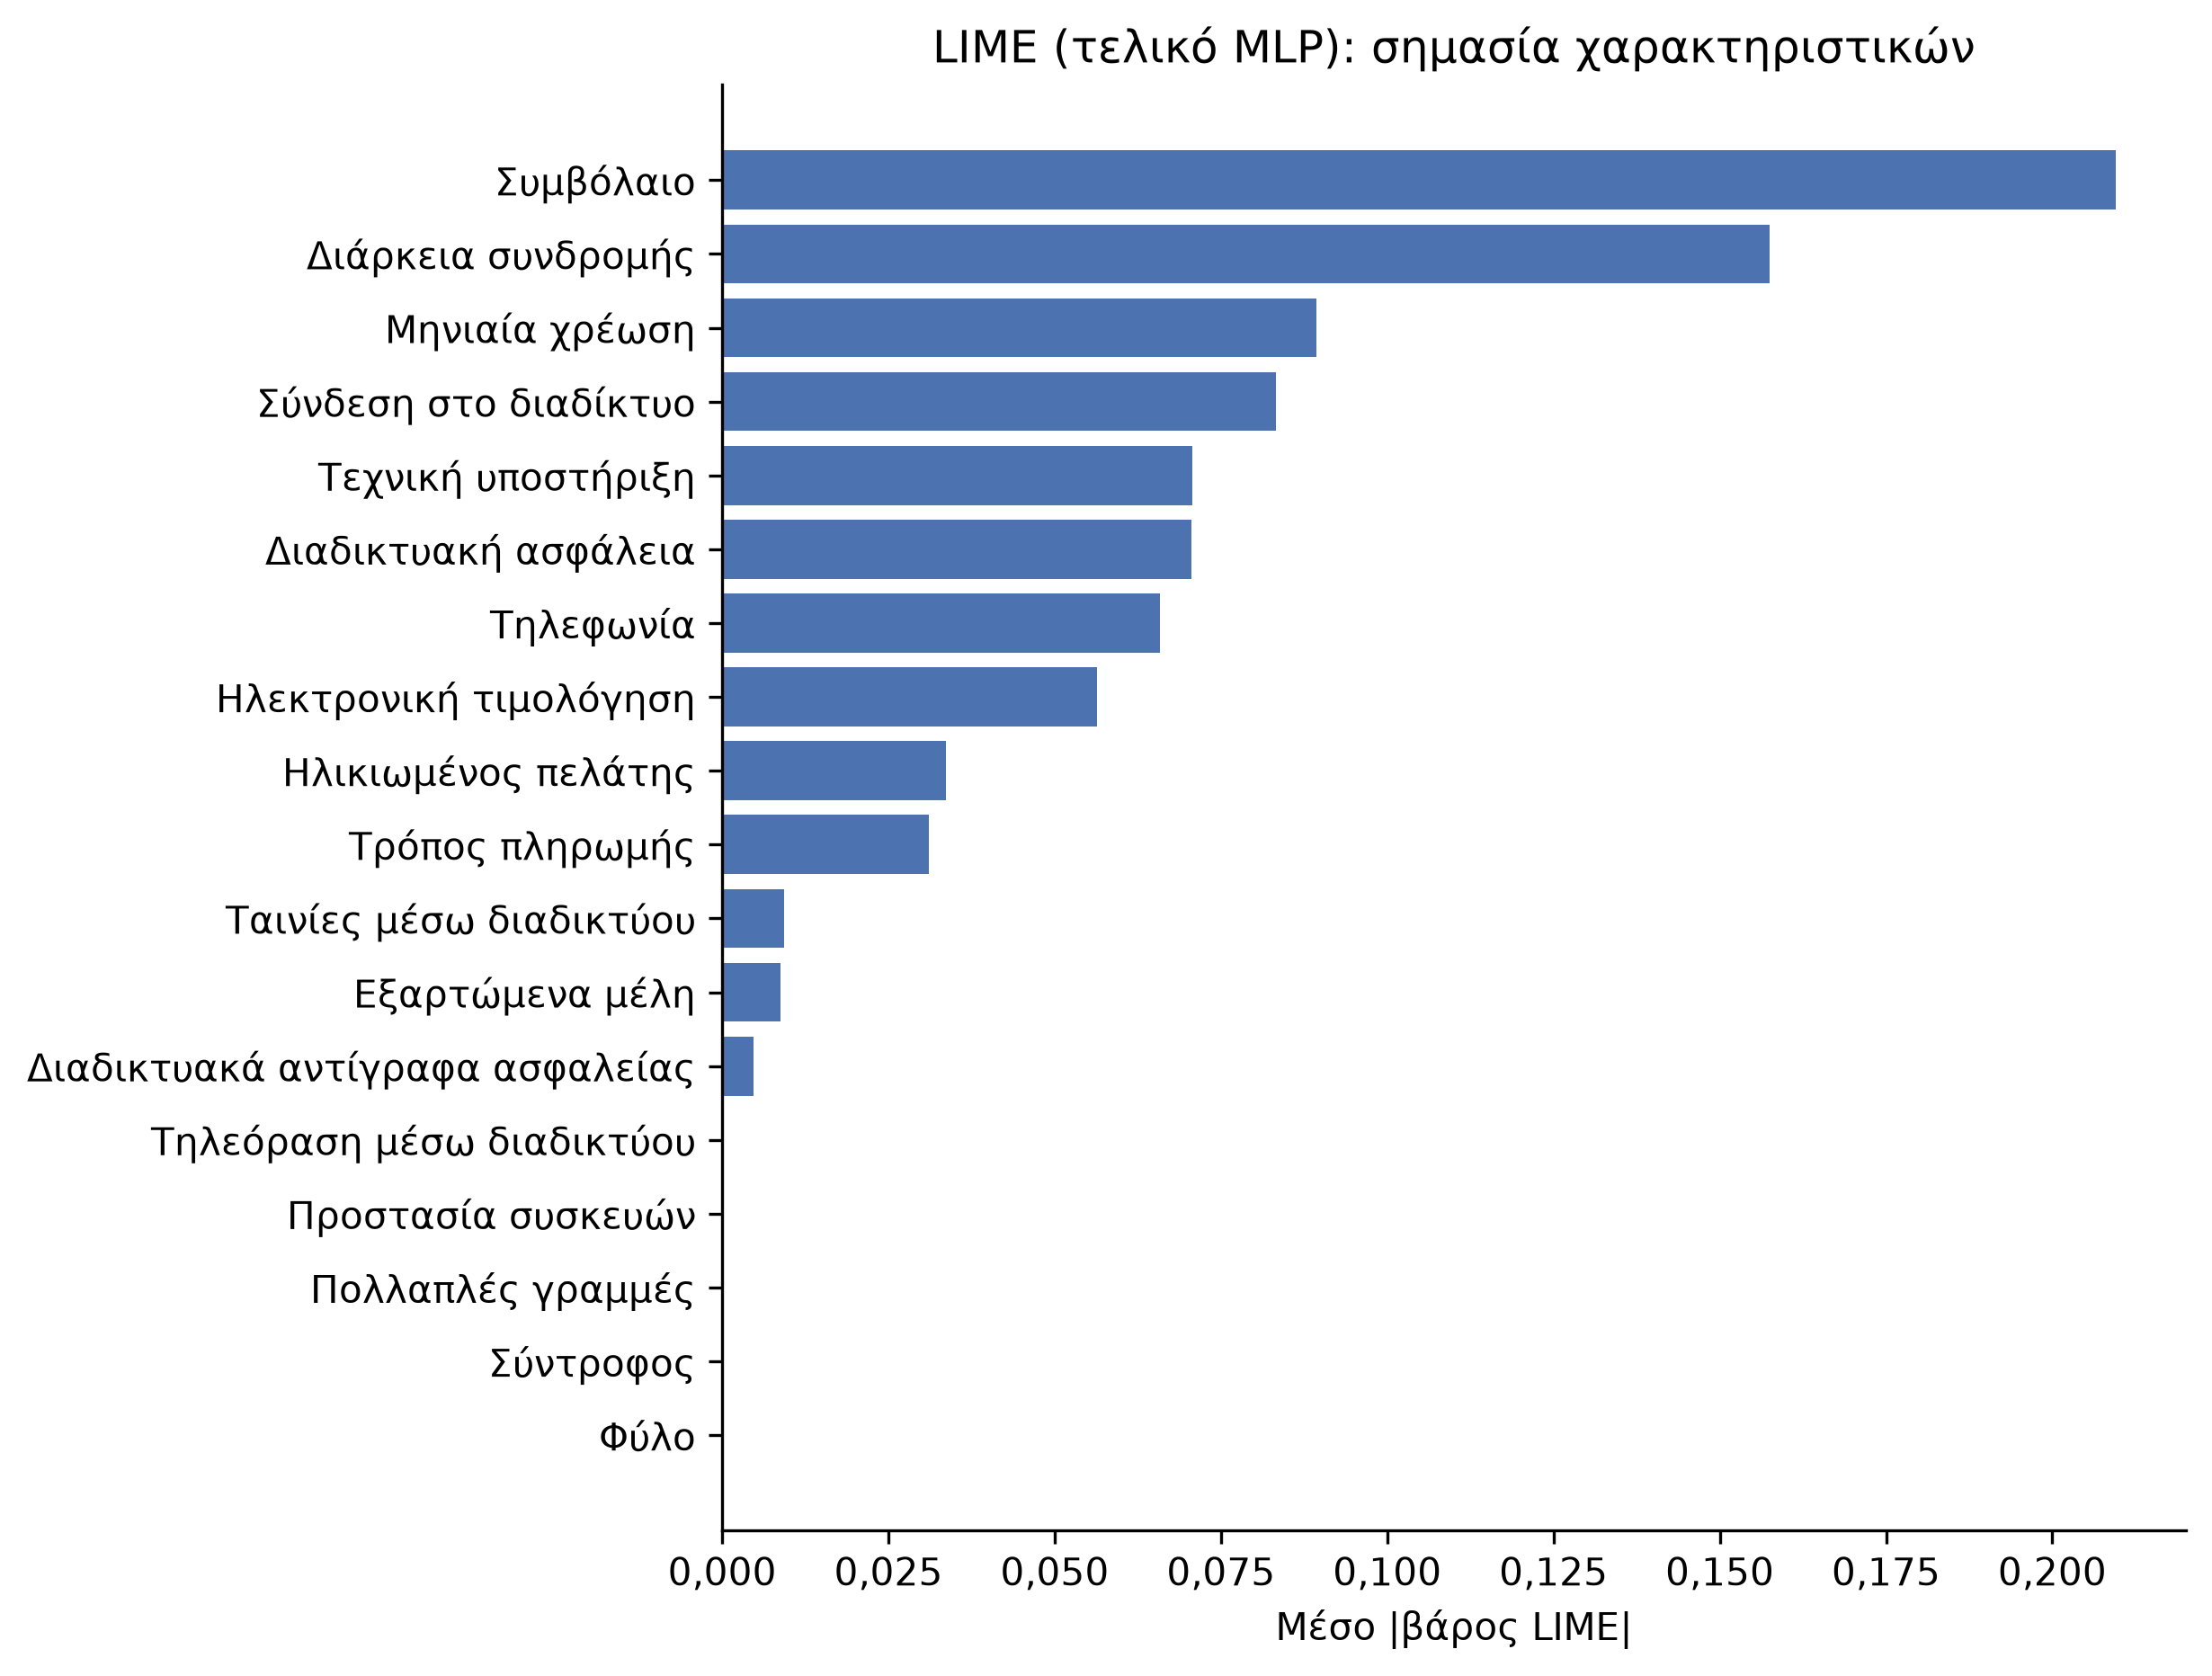 LIME (τελικό MLP): σημασία χαρακτηριστικών
Συμβόλαιο
Διάρκεια συνδρομής
Μηνιαία χρέωση
Σύνδεση στο διαδίκτυο
Τεχνική υποστήριξη
Διαδικτυακή ασφάλεια
Τηλεφωνία
Ηλεκτρονική τιμολόγηση
Ηλικιωμένος πελάτης
Τρόπος πληρωμής
Ταινίες μέσω διαδικτύου
Εξαρτώμενα μέλη
Διαδικτυακά αντίγραφα ασφαλείας
Τηλεόραση μέσω διαδικτύου
Προστασία συσκευών
Πολλαπλές γραμμές
Σύντροφος
Φύλο
0,000 0,025 0,050 0,075 0,100 0,125 0,150 0,175 0,200
Μέσο |βάρος LIME|